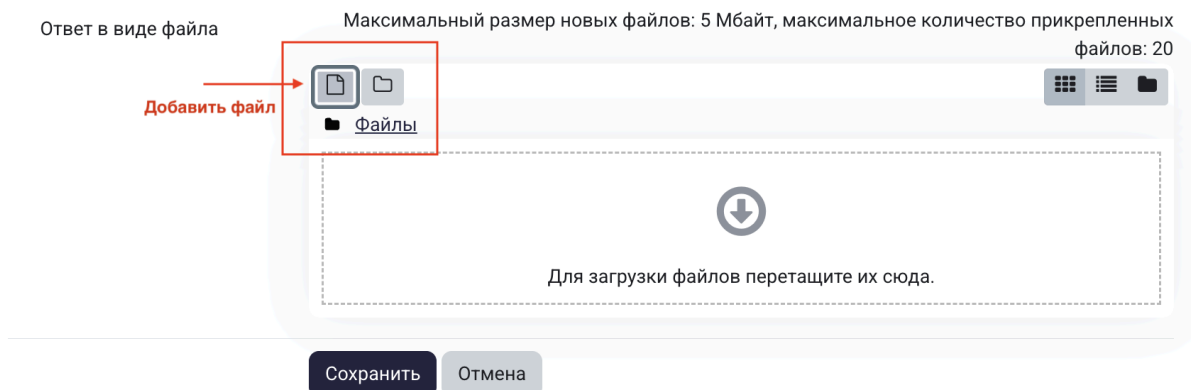 Ответ в виде файла
Максимальный размер новых файлов: 5 Мбайт, максимальное количество прикрепленных
файлов: 20
Добавить файл
Файлы
Для загрузки файлов перетащите их сюда.
Сохранить Отмена